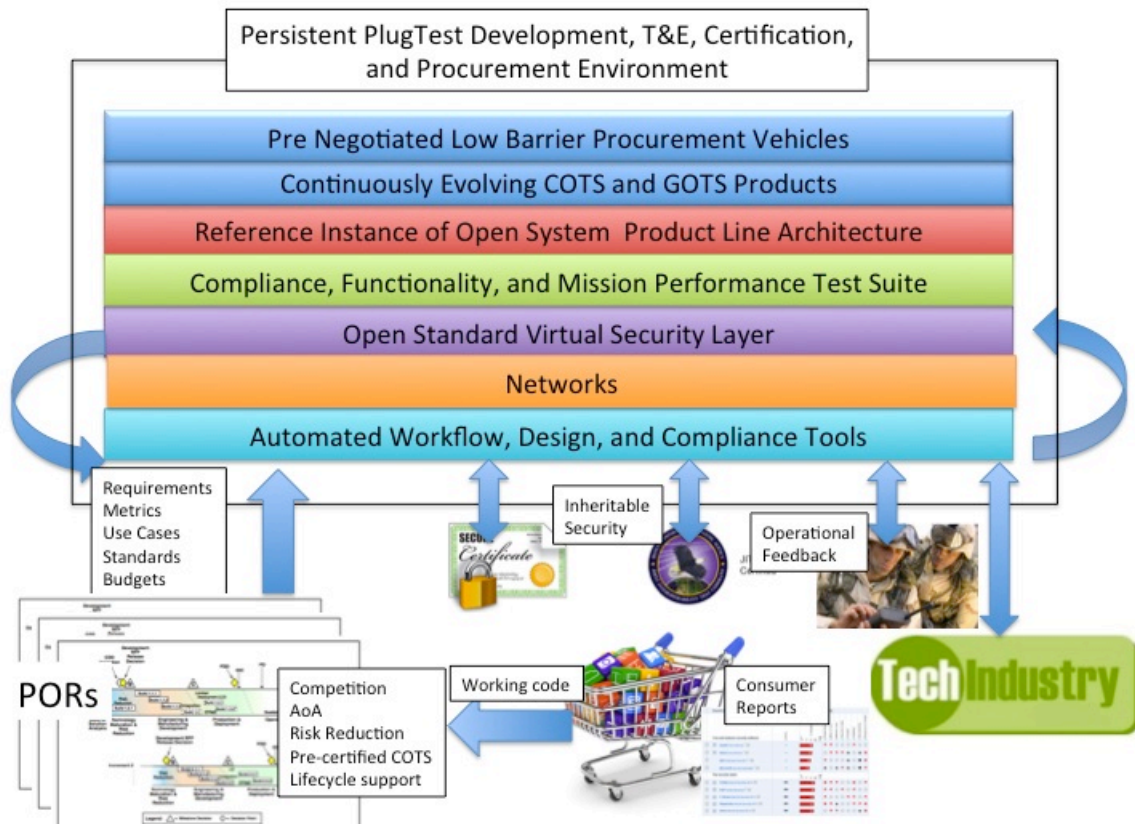 Persistent PlugTest Development, T&E, Certification,
and Procurement Environment
Pre Negotiated Low Barrier Procurement Vehicles
Continuously Evolving COTS and GOTS Products
Reference Instance of Open System  Product Line Architecture
Compliance, Functionality, and Mission Performance Test Suite
Open Standard Virtual Security Layer
Networks
Automated Workflow, Design, and Compliance Tools
Requirements
Metrics
Use Cases
Standards
Budgets
Inheritable
Security
Operational
Feedback
SECURE
Certificate
PORs
Competition
AoA
Risk Reduction
Pre-certified COTS
Lifecycle support
Working code
Consumer
Reports
TechIndustry
Legend